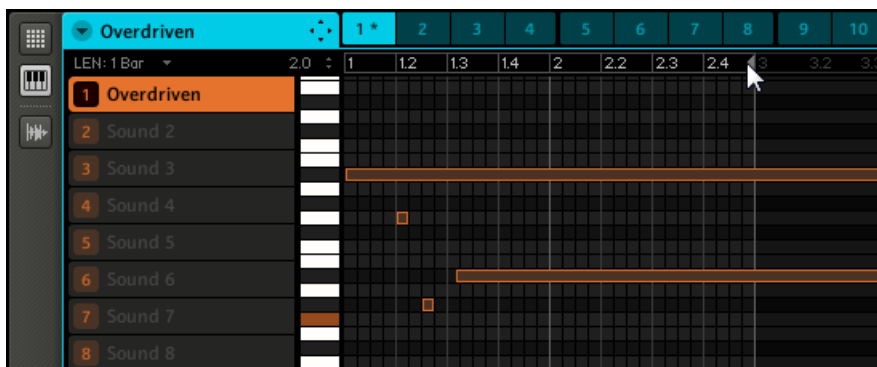 Overdriven 1 * 2 3 4 5 6 7 8 9 10
LEN: 1 Bar 2.0 1 1.2 1.3 1.4 2 2.2 2.3 2.4 3 3.2 3.3
1 Overdriven
2 Sound 2
3 Sound 3
4 Sound 4
5 Sound 5
6 Sound 6
7 Sound 7
8 Sound 8